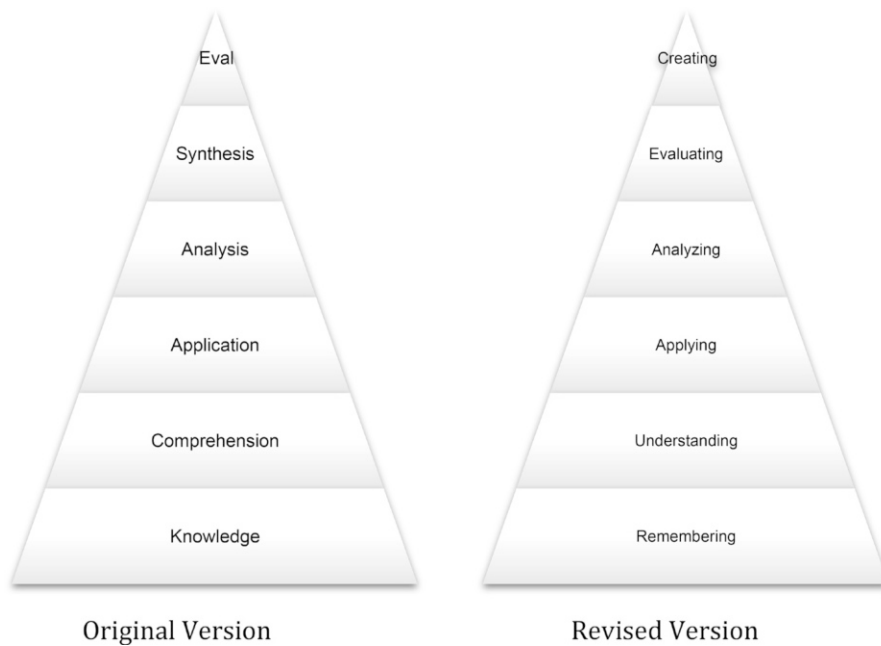 Eval
Synthesis
Analysis
Application
Comprehension
Knowledge
Original Version
Creating
Evaluating
Analyzing
Applying
Understanding
Remembering
Revised Version